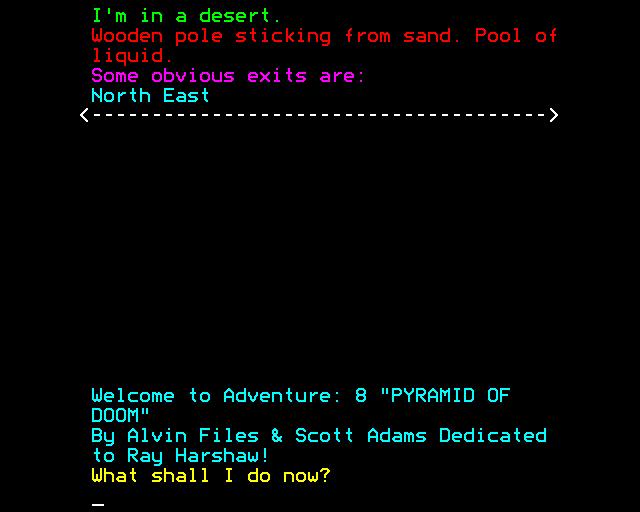 I'm in a desert.
Wooden pole sticking from sand. Pool of
liquid.
Some obvious exits are:
North East
<--------------------------------------->
Welcome to Adventure: 8 "PYRAMID OF
DOOM"
By Alvin Files & Scott Adams Dedicated
to Ray Harshaw!
What shall I do now?
_